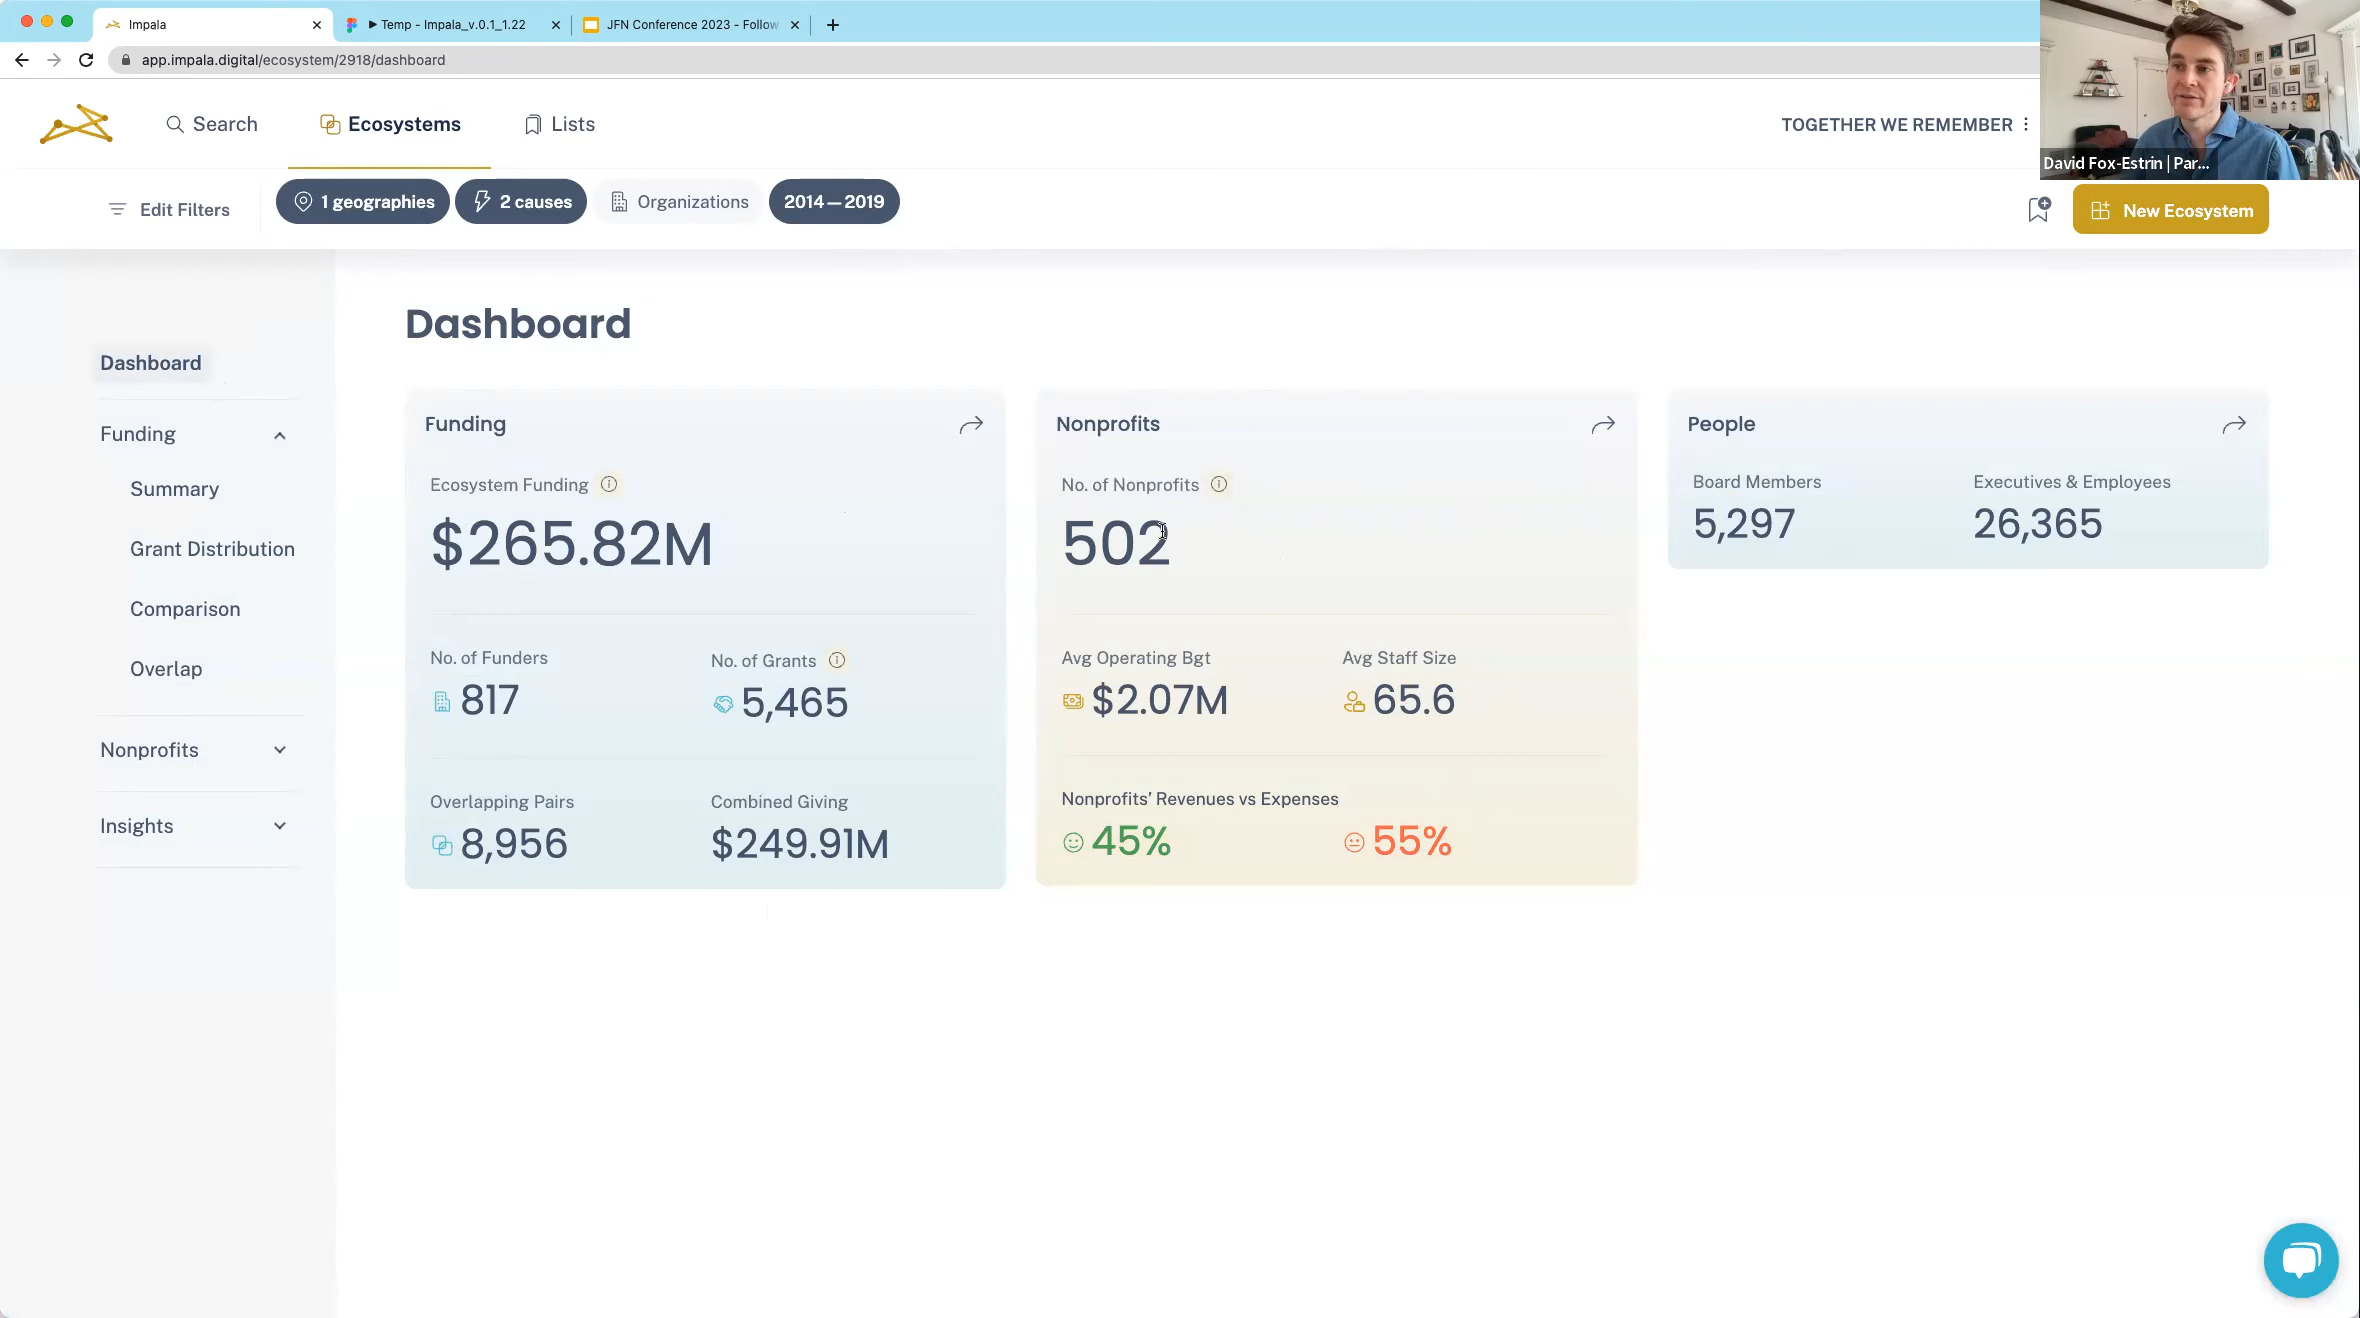 Impala
Temp - Impala_v.0.1_1.22
JFN Conference 2023 - Follow
app.impala.digital/ecosystem/2918/dashboard
Search
Ecosystems
Lists
TOGETHER WE REMEMBER
David Fox-Estrin | Par...
Edit Filters
1 geographies
2 causes
Organizations
2014 — 2019
New Ecosystem
Dashboard
Funding
Summary
Grant Distribution
Comparison
Overlap
Nonprofits
Insights
Dashboard
Funding
Ecosystem Funding
$265.82M
No. of Funders
817
No. of Grants
5,465
Overlapping Pairs
8,956
Combined Giving
$249.91M
Nonprofits
No. of Nonprofits
502
Avg Operating Bgt
$2.07M
Avg Staff Size
65.6
Nonprofits’ Revenues vs Expenses
45%
55%
People
Board Members
5,297
Executives & Employees
26,365